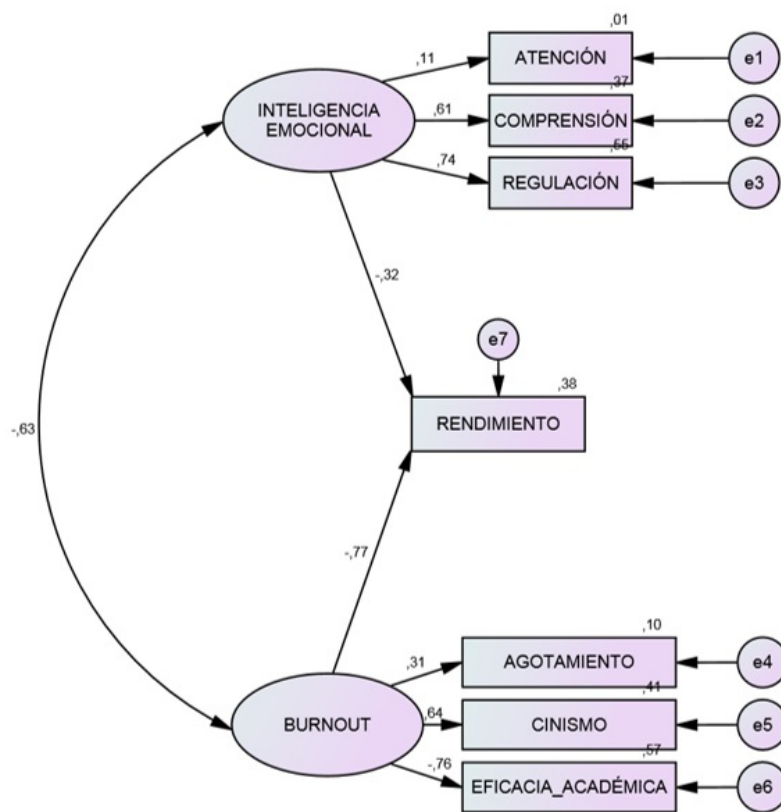 ,01
,11
ATENCIÓN
e1
,37
INTELIGENCIA
EMOCIONAL
,61
COMPRENSIÓN
e2
,55
,74
REGULACIÓN
e3
-,32
e7
,38
RENDIMIENTO
-,63
-,77
,10
,31
AGOTAMIENTO
e4
,41
BURNOUT
,64
CINISMO
e5
,57
-,76
EFICACIA_ACADÉMICA
e6